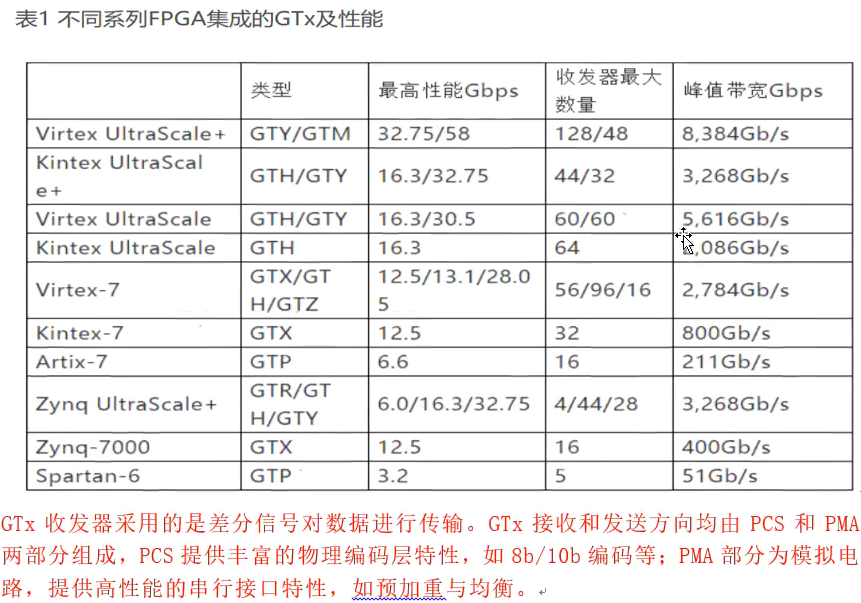 表1 不同系列FPGA集成的GTx及性能
类型 最高性能Gbps 收发器最大数量 峰值带宽Gbps
Virtex UltraScale+ GTY/GTM 32.75/58 128/48 8,384Gb/s
Kintex UltraScale+ GTH/GTY 16.3/32.75 44/32 3,268Gb/s
Virtex UltraScale GTH/GTY 16.3/30.5 60/60 5,616Gb/s
Kintex UltraScale GTH 16.3 64 ,086Gb/s
Virtex-7 GTX/GTH/GTZ 12.5/13.1/28.05 56/96/16 2,784Gb/s
Kintex-7 GTX 12.5 32 800Gb/s
Artix-7 GTP 6.6 16 211Gb/s
Zynq UltraScale+ GTR/GTH/GTY 6.0/16.3/32.75 4/44/28 3,268Gb/s
Zynq-7000 GTX 12.5 16 400Gb/s
Spartan-6 GTP 3.2 5 51Gb/s
GTx 收发器采用的是差分信号对数据进行传输。GTx 接收和发送方向均由 PCS 和 PMA
两部分组成，PCS 提供丰富的物理编码层特性，如 8b/10b 编码等；PMA 部分为模拟电
路，提供高性能的串行接口特性，如预加重与均衡。